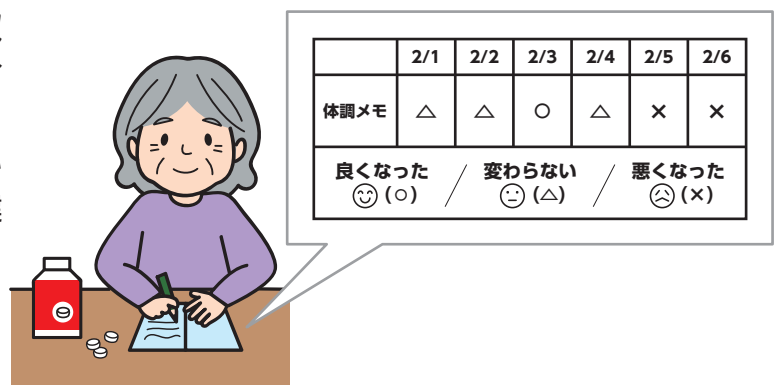 2/1 2/2 2/3 2/4 2/5 2/6
体調メモ △ △ ○ △ × ×
良くなった / 変わらない / 悪くなった
(○) (△) (×)